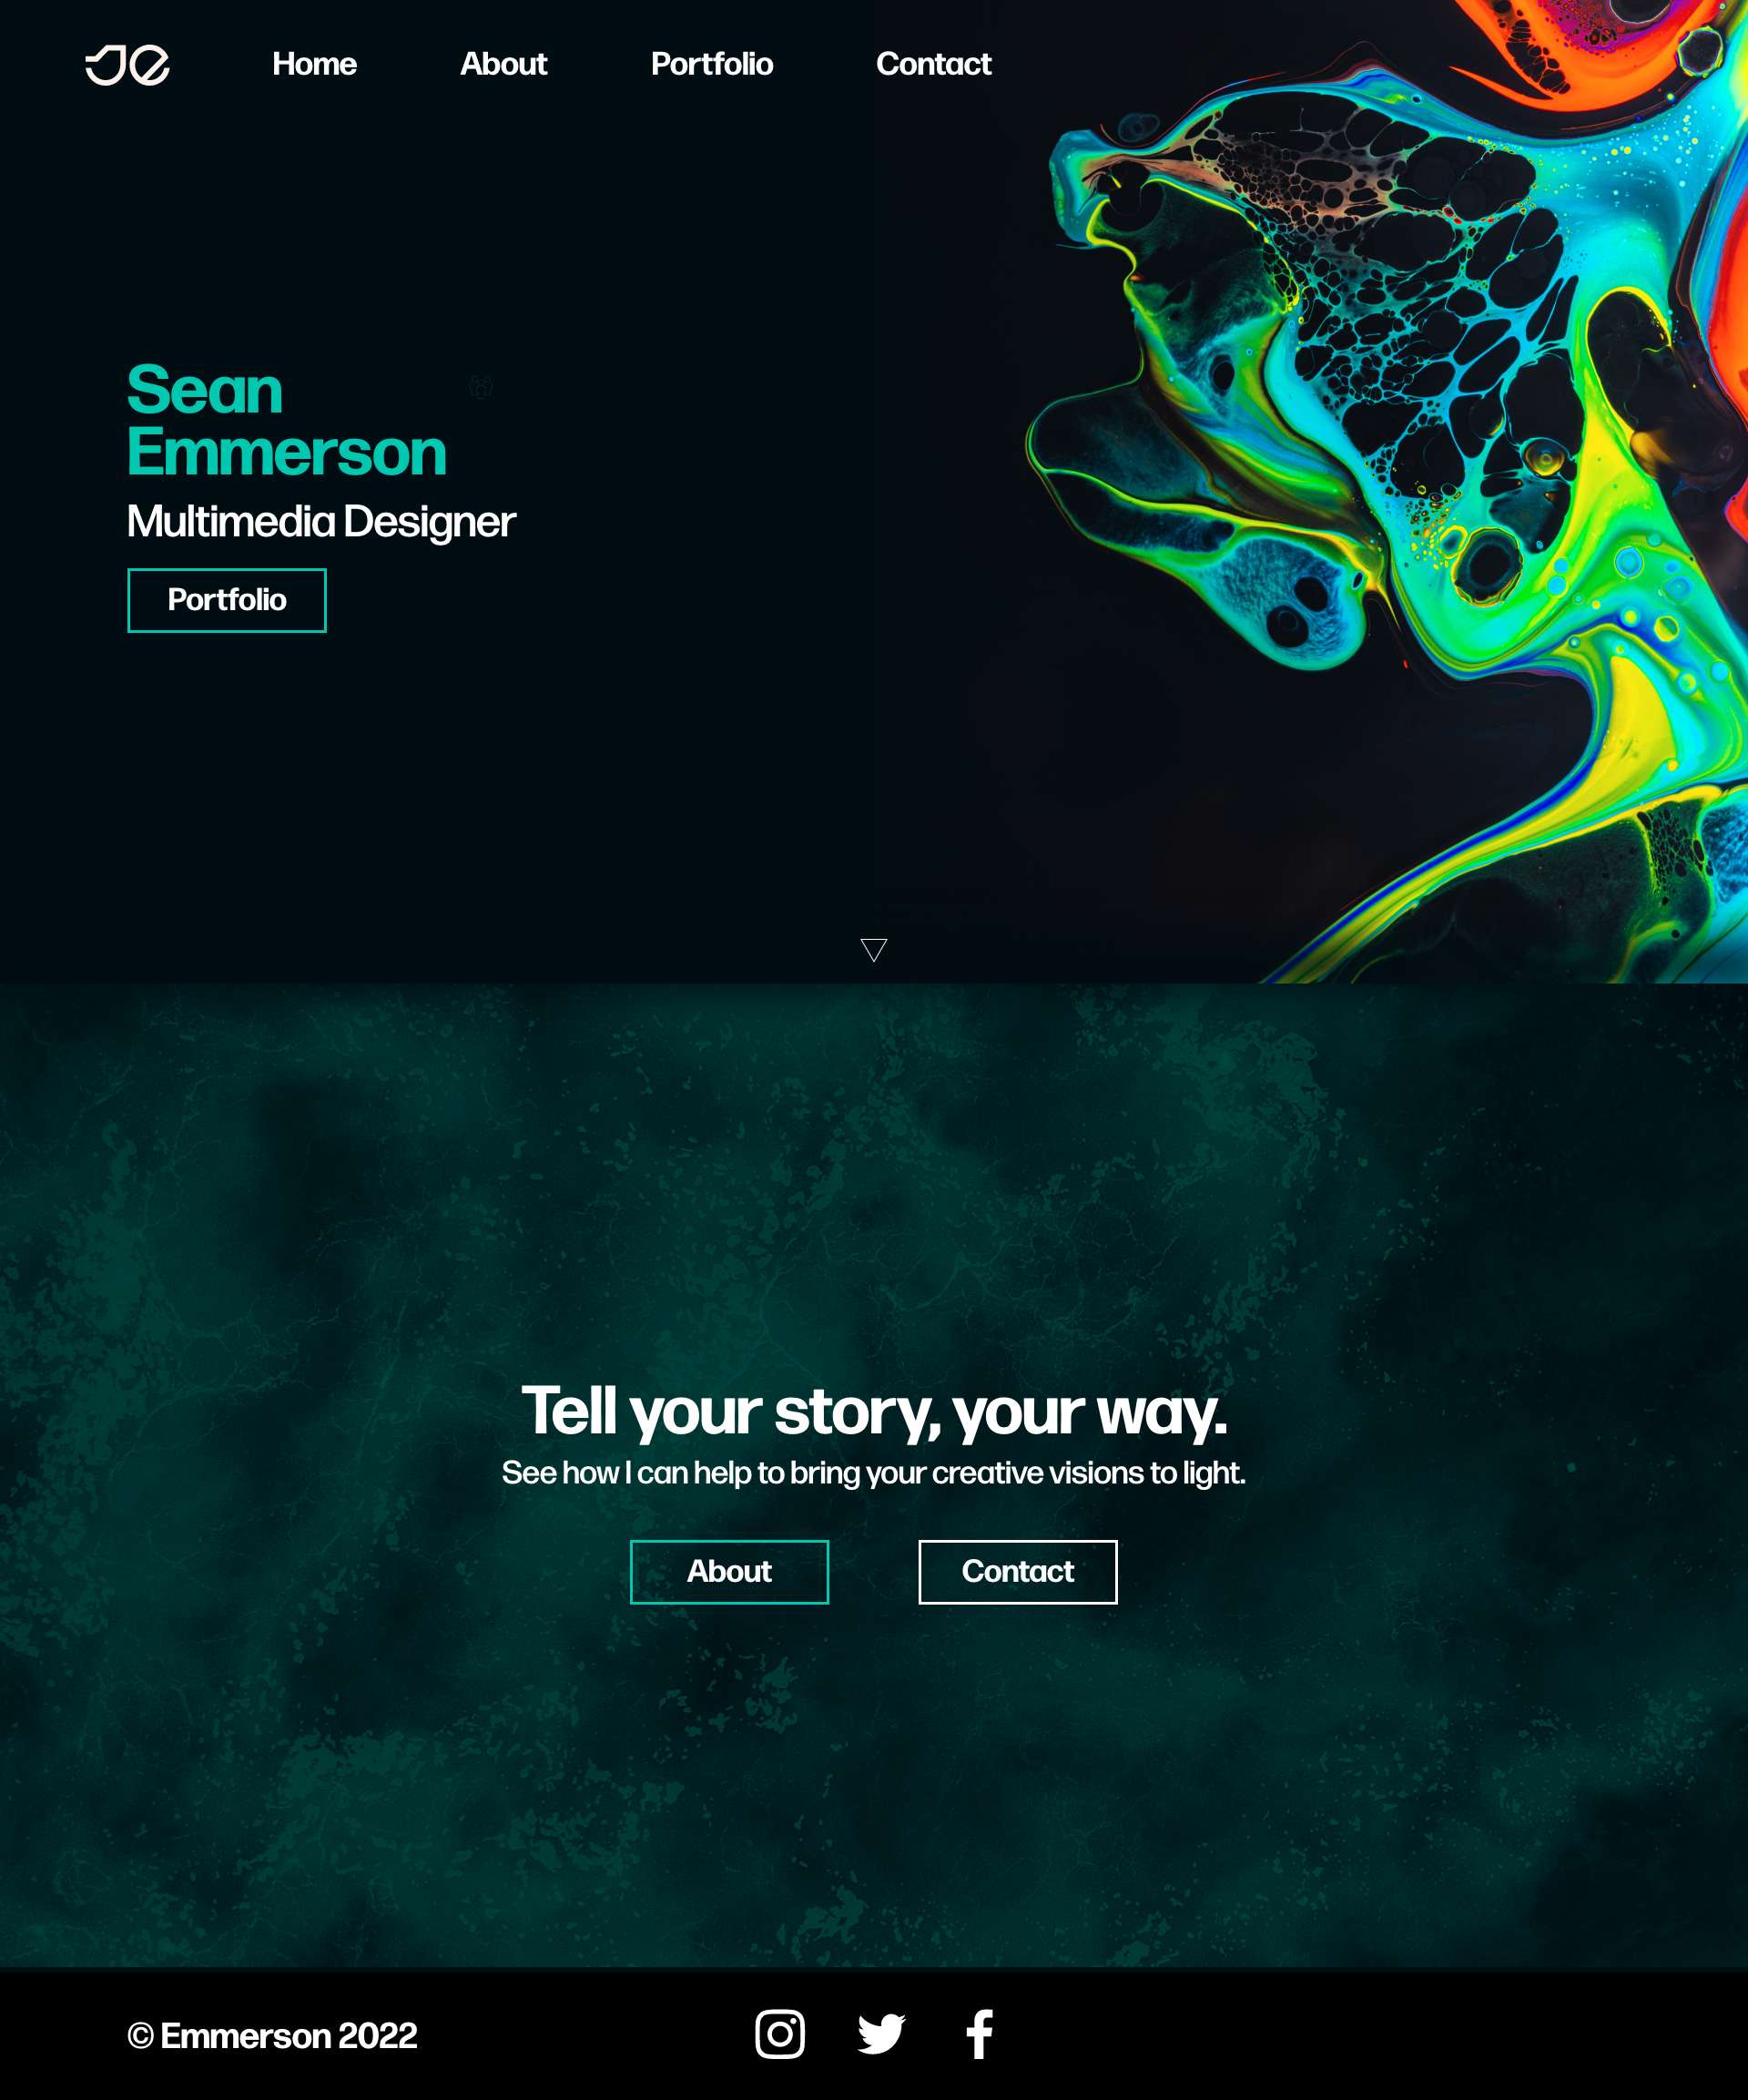 Home About Portfolio Contact
Sean
Emmerson
Multimedia Designer
Portfolio
Tell your story, your way.
See how I can help to bring your creative visions to light.
About Contact
© Emmerson 2022